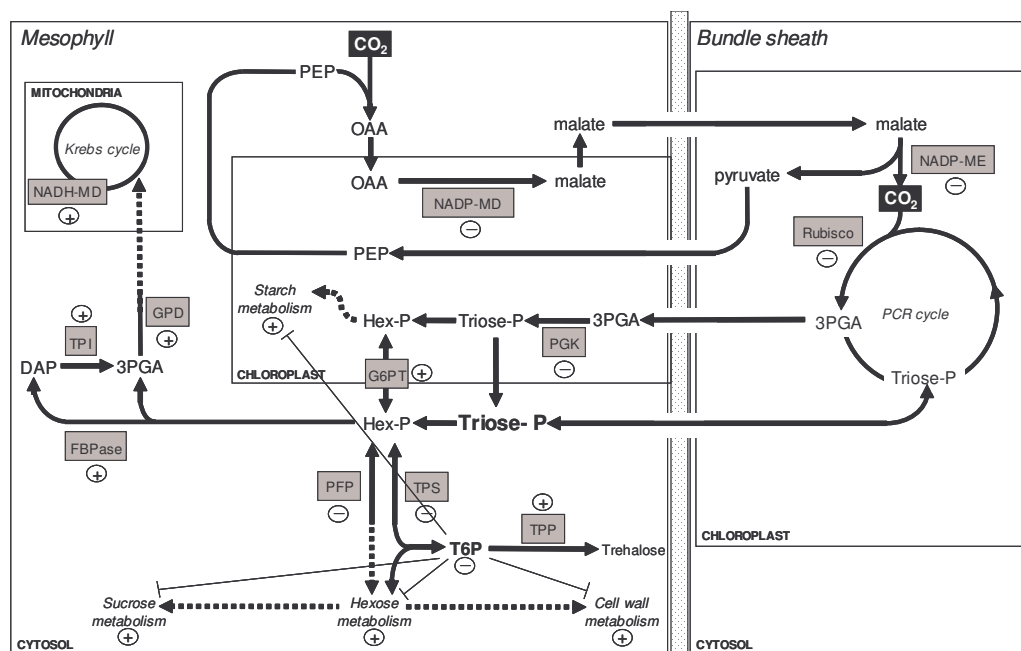 Mesophyll
Bundle sheath
CO2
PEP
MITOCHONDRIA
Krebs cycle
NADH-MD
+
OAA
malate
malate
NADP-ME
−
OAA
NADP-MD
−
malate
pyruvate
CO2
PEP
Rubisco
−
Starch
metabolism
+
Hex-P
Triose-P
3PGA
PGK
−
3PGA
PCR cycle
Triose-P
+
TPI
GPD
+
DAP
3PGA
CHLOROPLAST
G6PT
+
Hex-P
Triose- P
FBPase
+
PFP
−
TPS
−
+
TPP
T6P
−
Trehalose
CHLOROPLAST
Sucrose
metabolism
+
Hexose
metabolism
+
Cell wall
metabolism
+
CYTOSOL
CYTOSOL